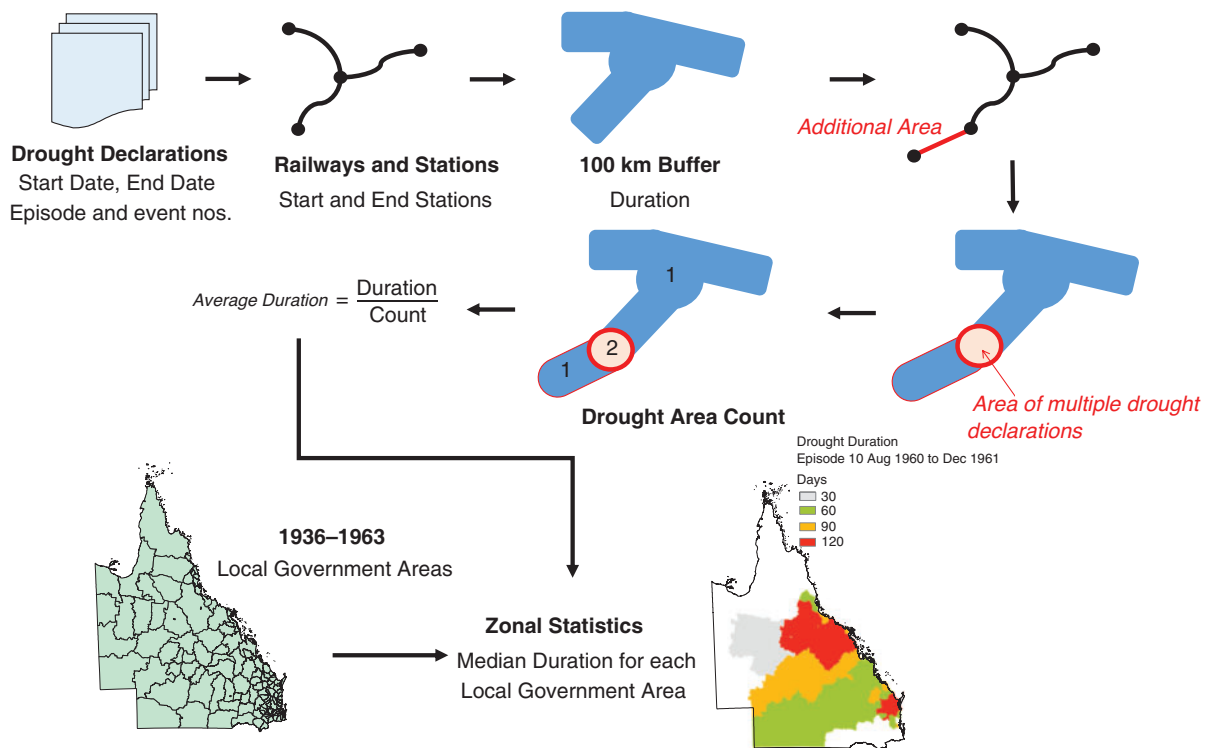 Drought Declarations
Start Date, End Date
Episode and event nos.
Railways and Stations
Start and End Stations
100 km Buffer
Duration
Additional Area
Average Duration = Duration
Count
1
2
1
Drought Area Count
Area of multiple drought
declarations
1936–1963
Local Government Areas
Zonal Statistics
Median Duration for each
Local Government Area
Drought Duration
Episode 10 Aug 1960 to Dec 1961
Days
30
60
90
120